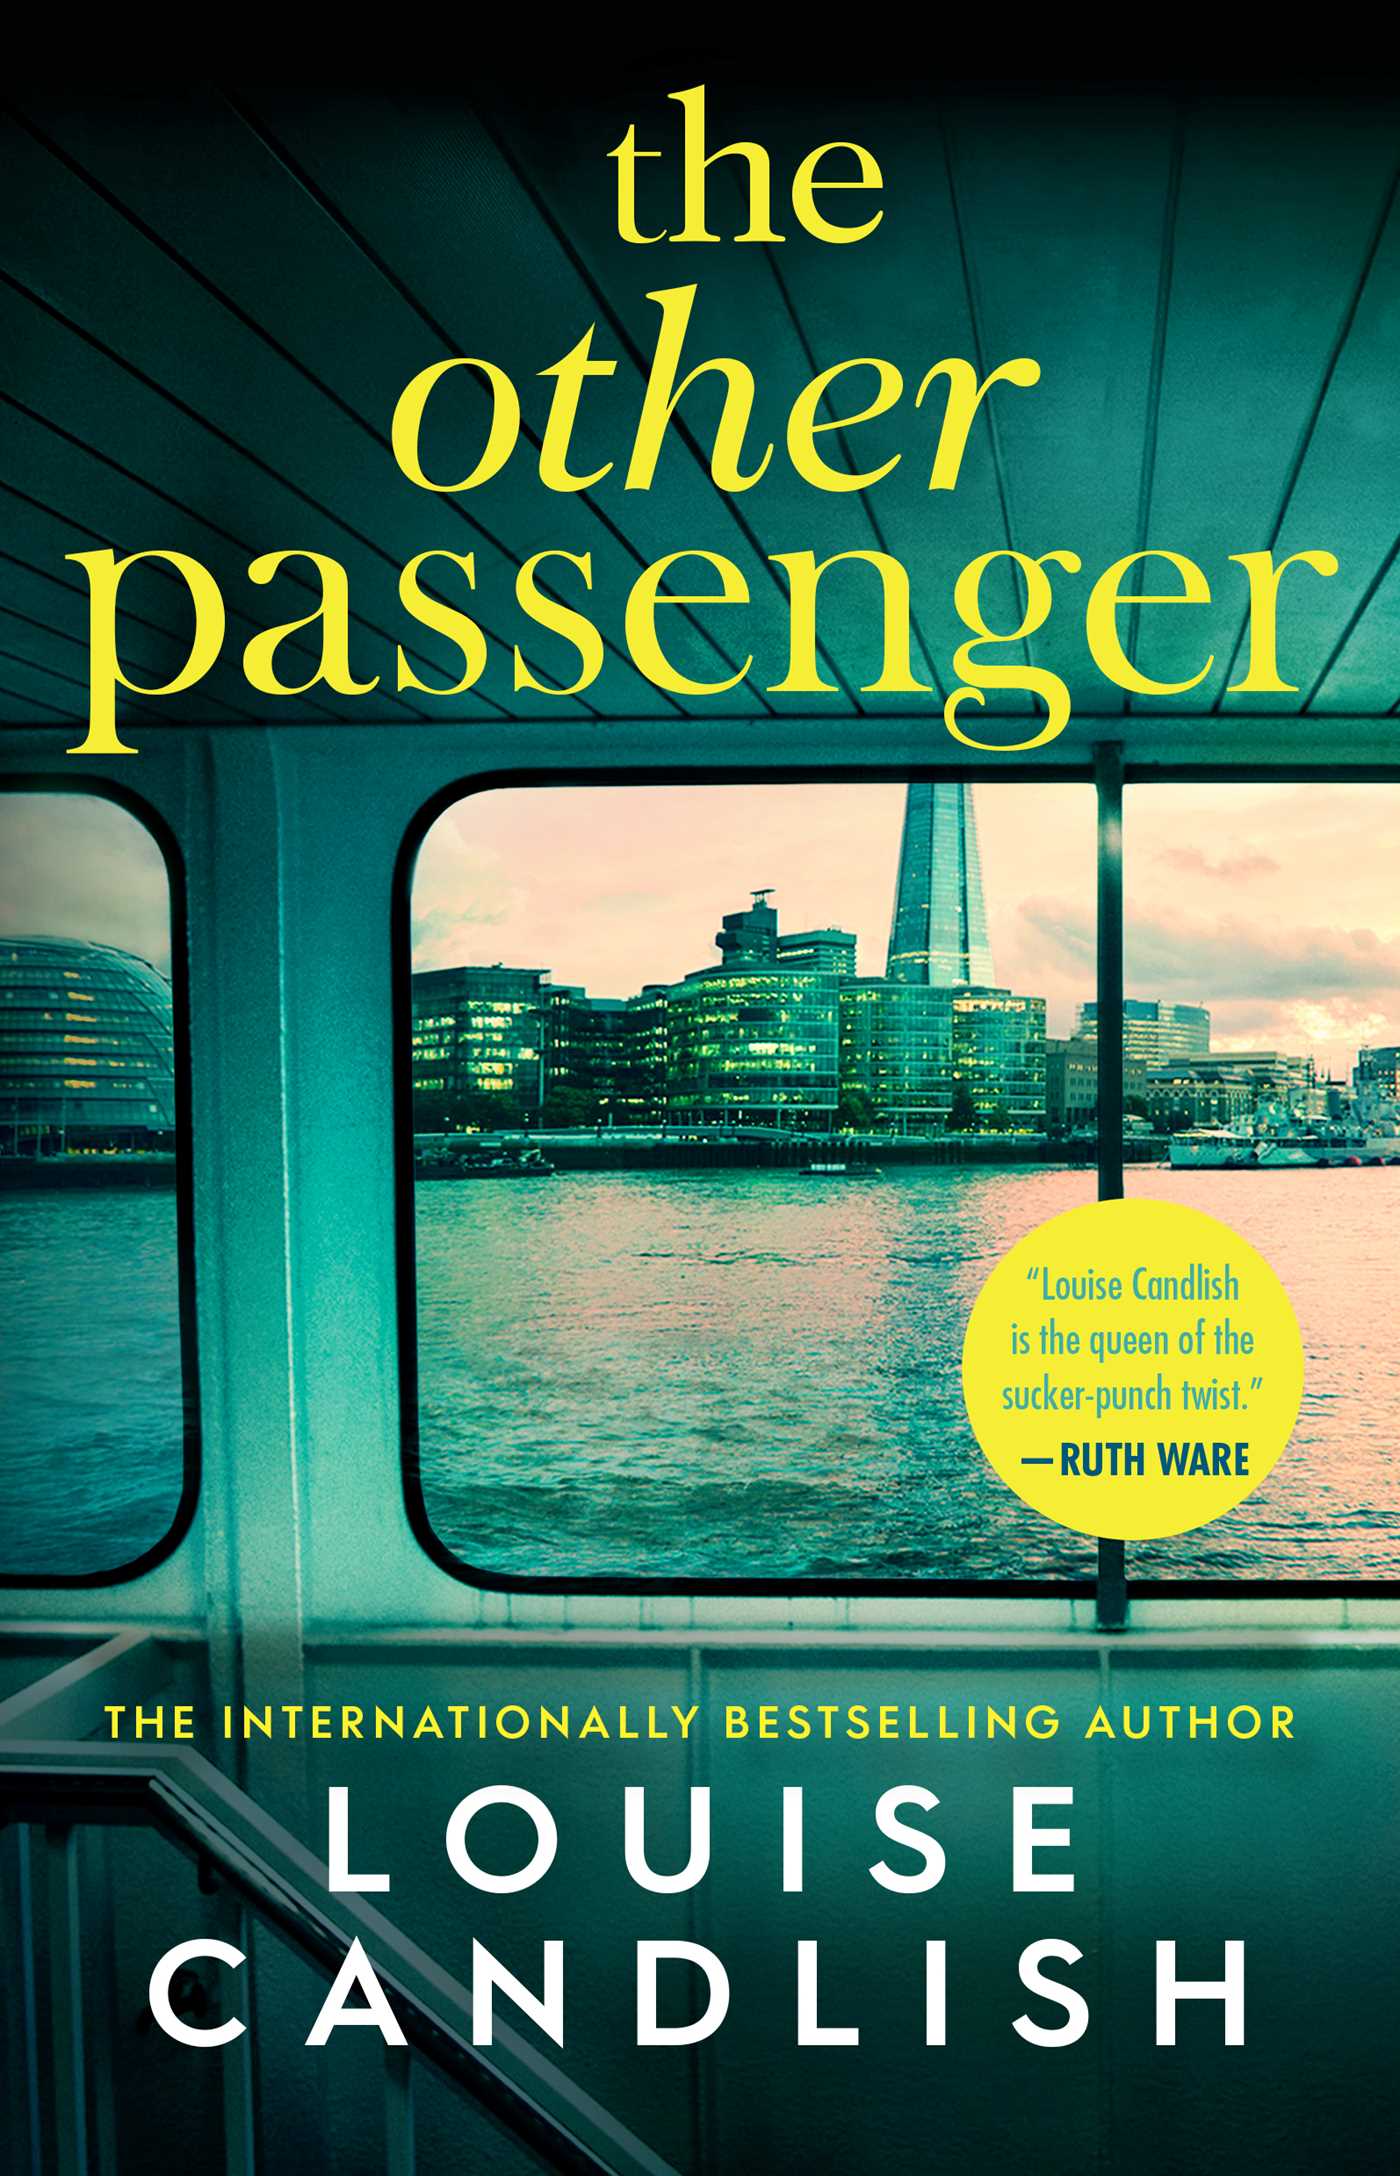 the
other
passenger
“Louise Candlish
is the queen of the
sucker-punch twist.”
—RUTH WARE
THE INTERNATIONALLY BESTSELLING AUTHOR
LOUISE
CANDLISH